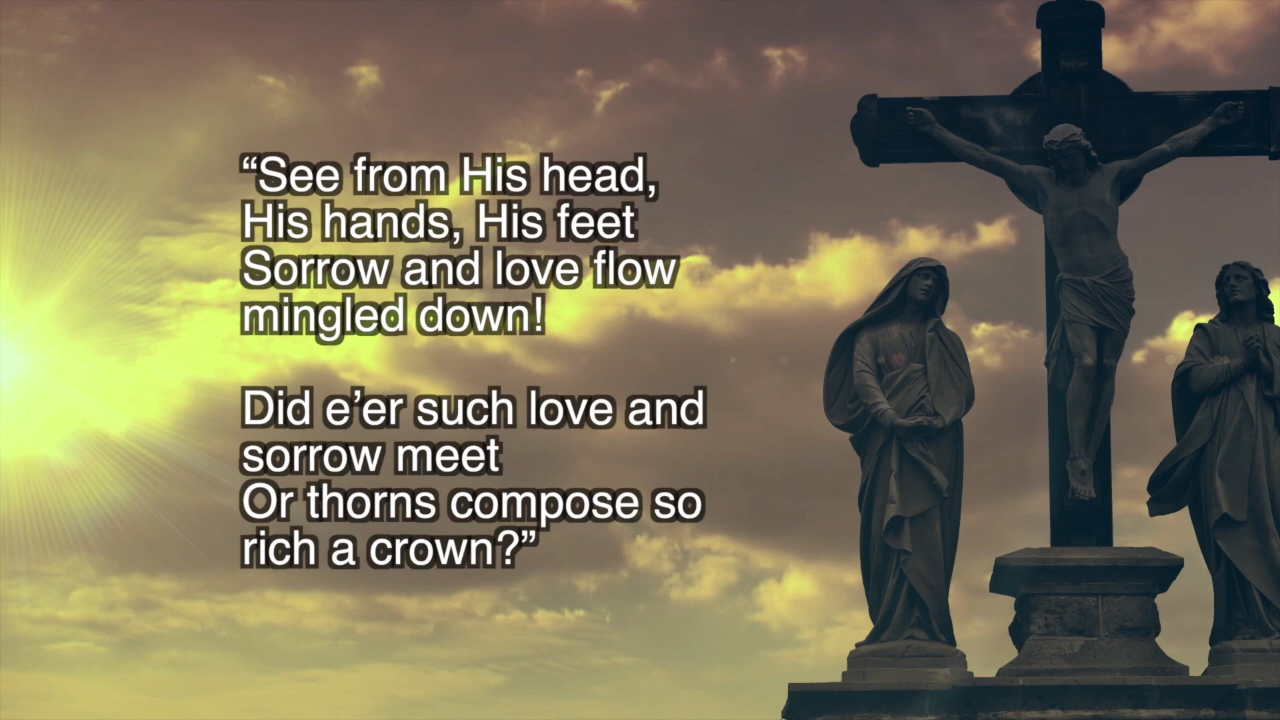 “See from His head,
His hands, His feet
Sorrow and love flow
mingled down!
Did e’er such love and
sorrow meet
Or thorns compose so
rich a crown?”